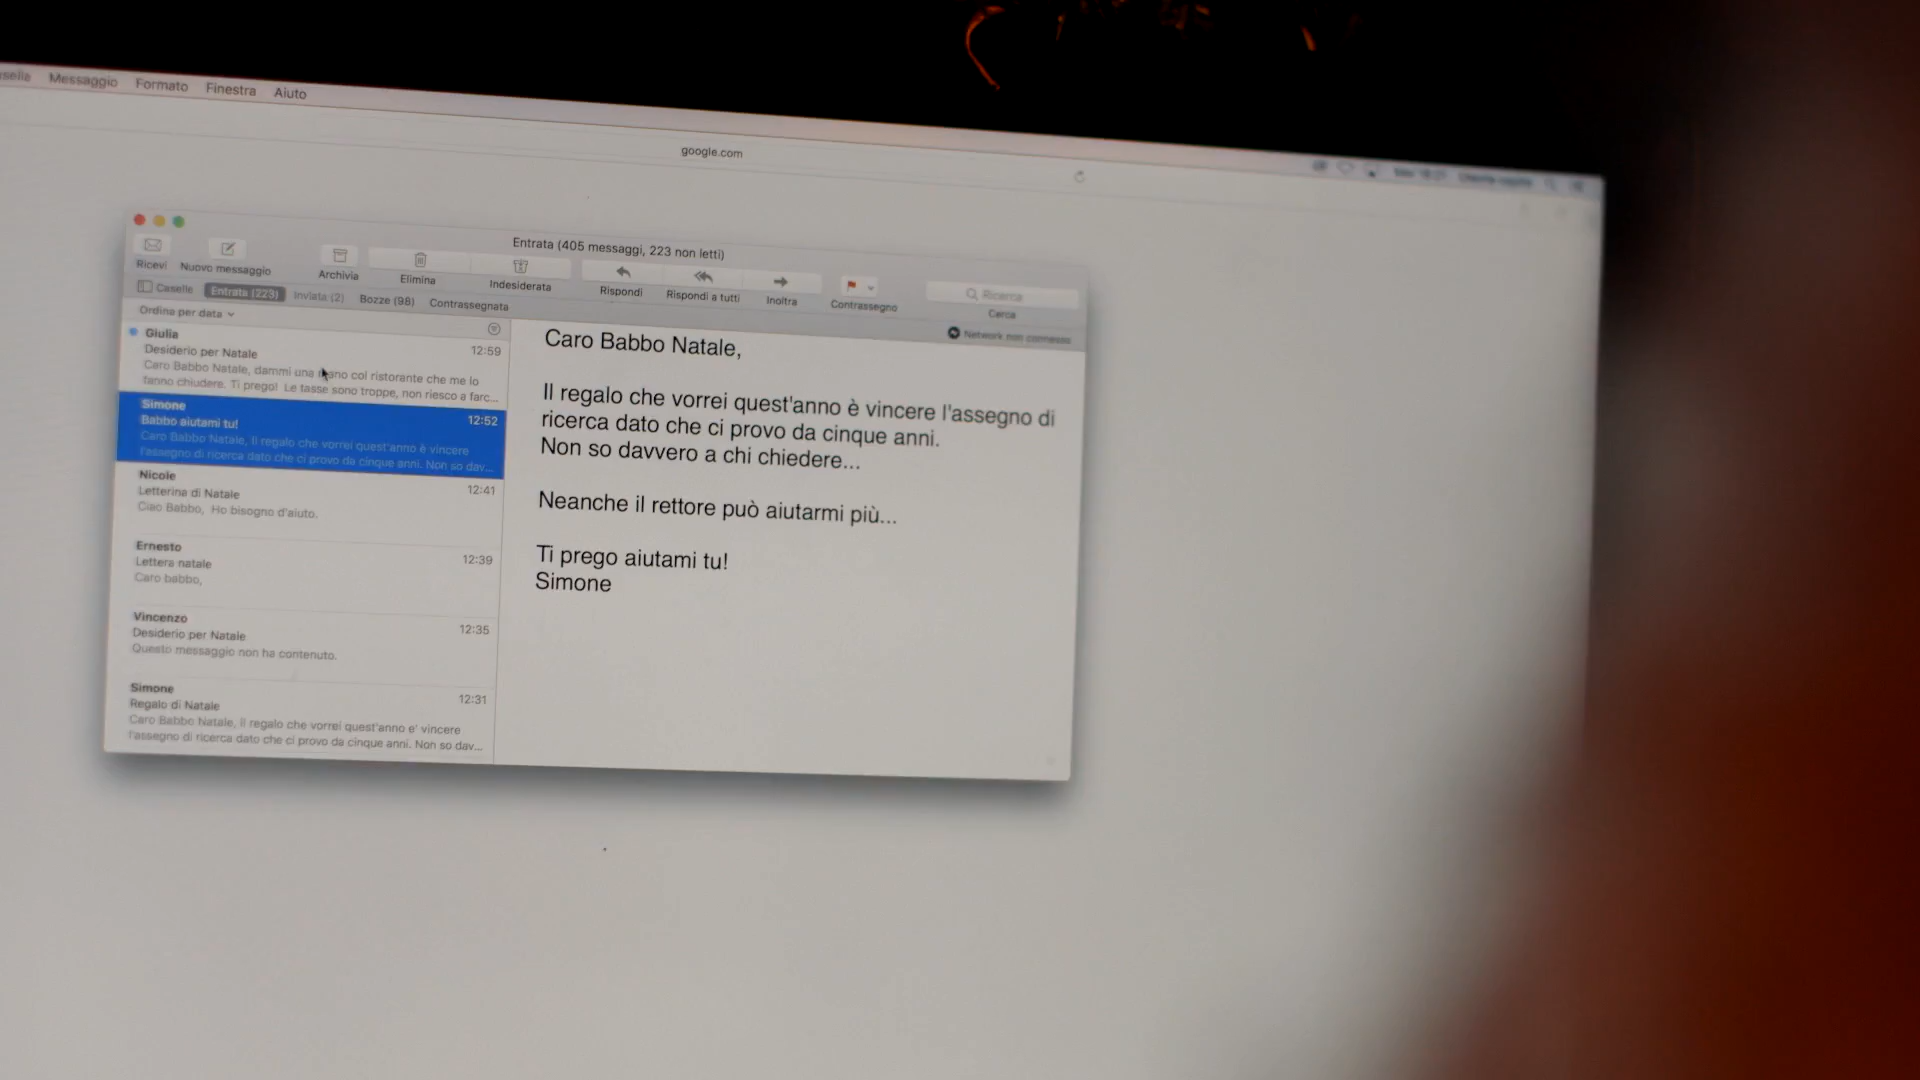 Messaggio Formato Finestra Aiuto
google.com
Entrata (405 messaggi, 223 non letti)
Ricevi Nuovo messaggio Archivia Elimina Indesiderata Rispondi Rispondi a tutti Inoltra Contrassegno Cerca
Ricerca
Caselle Entrata (223) Inviata (2) Bozze (98) Contrassegnata
Network non connesso
Ordina per data
Giulia
Desiderio per Natale 12:59
Caro Babbo Natale, dammi una mano col ristorante che me lo
fanno chiudere. Ti prego! Le tasse sono troppe, non riesco a farc...
Simone
Babbo aiutami tu! 12:52
Caro Babbo Natale, Il regalo che vorrei quest'anno è vincere
l'assegno di ricerca dato che ci provo da cinque anni. Non so dav...
Nicole
Letterina di Natale 12:41
Ciao Babbo, Ho bisogno d'aiuto.
Ernesto
Lettera natale 12:39
Caro babbo,
Vincenzo
Desiderio per Natale 12:35
Questo messaggio non ha contenuto.
Simone
Regalo di Natale 12:31
Caro Babbo Natale, Il regalo che vorrei quest'anno e' vincere
l'assegno di ricerca dato che ci provo da cinque anni. Non so dav...
Caro Babbo Natale,
Il regalo che vorrei quest'anno è vincere l'assegno di
ricerca dato che ci provo da cinque anni.
Non so davvero a chi chiedere...
Neanche il rettore può aiutarmi più...
Ti prego aiutami tu!
Simone